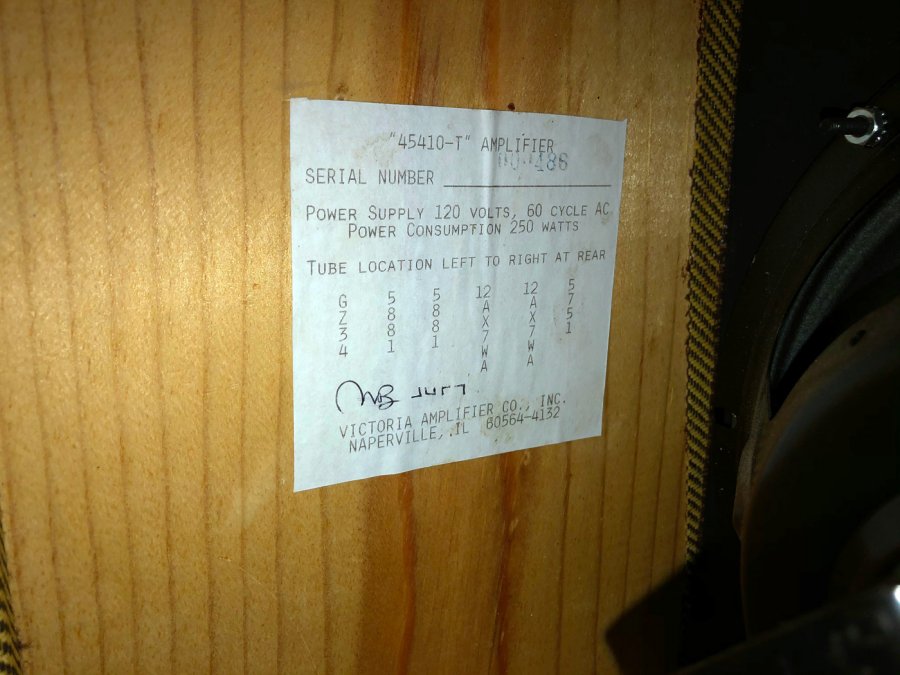 "45410-T" AMPLIFIER
SERIAL NUMBER
POWER SUPPLY 120 VOLTS, 60 CYCLE AC
POWER CONSUMPTION 250 WATTS
TUBE LOCATION LEFT TO RIGHT AT REAR
G 5 5 12 12 5
Z 8 8 A A 7
3 8 8 X X 5
4 1 1 7 7 1
W W
A A
VICTORIA AMPLIFIER CO., INC.
NAPERVILLE, IL 60564-4132